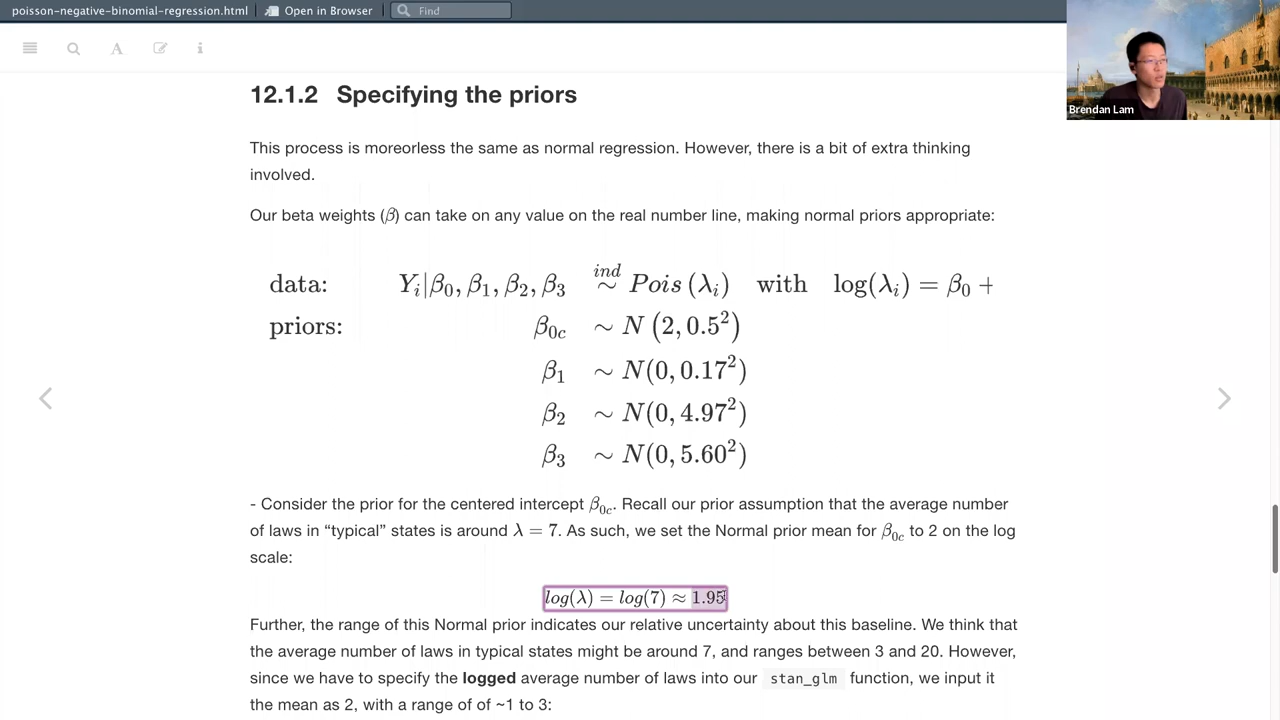 poisson-negative-binomial-regression.html Open in Browser Find
Brendan Lam
12.1.2 Specifying the priors
This process is moreorless the same as normal regression. However, there is a bit of extra thinking
involved.
Our beta weights (β) can take on any value on the real number line, making normal priors appropriate:
data: Yᵢ|β₀, β₁, β₂, β₃ ind ∼ Pois (λᵢ) with log(λᵢ) = β₀ +
priors: β₀c ∼ N (2, 0.5²)
β₁ ∼ N(0, 0.17²)
β₂ ∼ N(0, 4.97²)
β₃ ∼ N(0, 5.60²)
- Consider the prior for the centered intercept β₀c. Recall our prior assumption that the average number
of laws in “typical” states is around λ = 7. As such, we set the Normal prior mean for β₀c to 2 on the log
scale:
log(λ) = log(7) ≈ 1.95
Further, the range of this Normal prior indicates our relative uncertainty about this baseline. We think that
the average number of laws in typical states might be around 7, and ranges between 3 and 20. However,
since we have to specify the logged average number of laws into our stan_glm function, we input it
the mean as 2, with a range of of ~1 to 3: